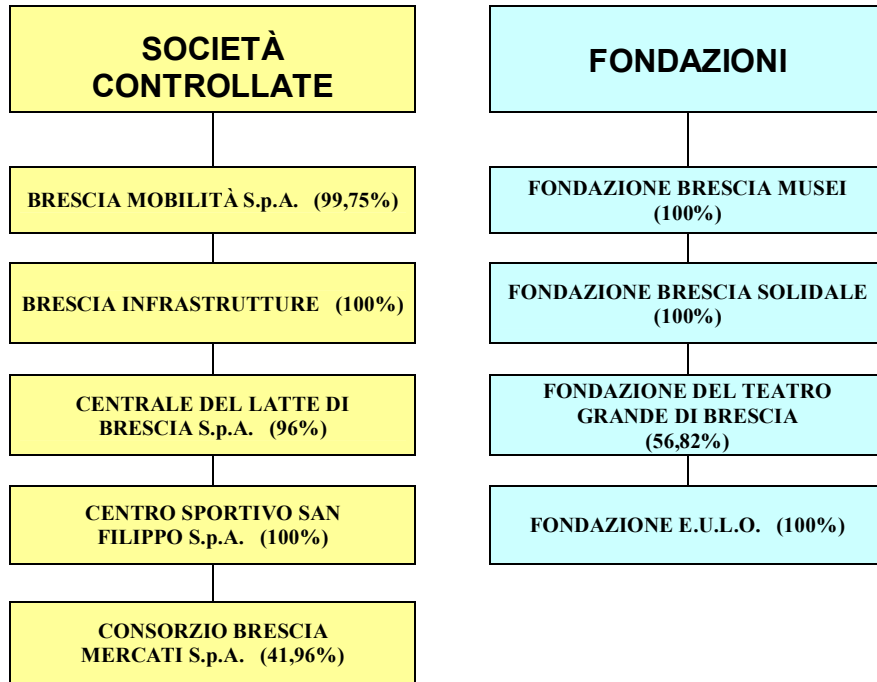 SOCIETÀ
CONTROLLATE
BRESCIA MOBILITÀ S.p.A. (99,75%)
BRESCIA INFRASTRUTTURE (100%)
CENTRALE DEL LATTE DI
BRESCIA S.p.A. (96%)
CENTRO SPORTIVO SAN
FILIPPO S.p.A. (100%)
CONSORZIO BRESCIA
MERCATI S.p.A. (41,96%)
FONDAZIONI
FONDAZIONE BRESCIA MUSEI
(100%)
FONDAZIONE BRESCIA SOLIDALE
(100%)
FONDAZIONE DEL TEATRO
GRANDE DI BRESCIA
(56,82%)
FONDAZIONE E.U.L.O. (100%)